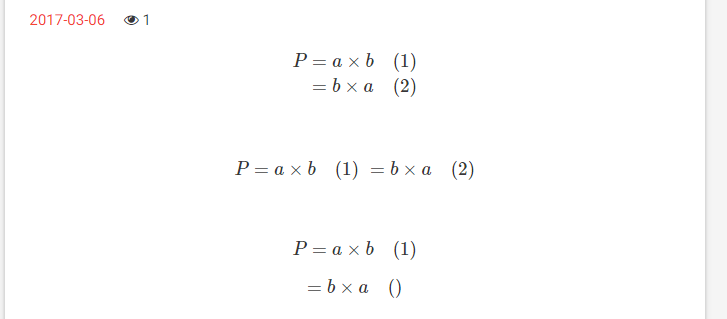 2017-03-06 1
P = a × b (1)
= b × a (2)
P = a × b (1) = b × a (2)
P = a × b (1)
= b × a ()